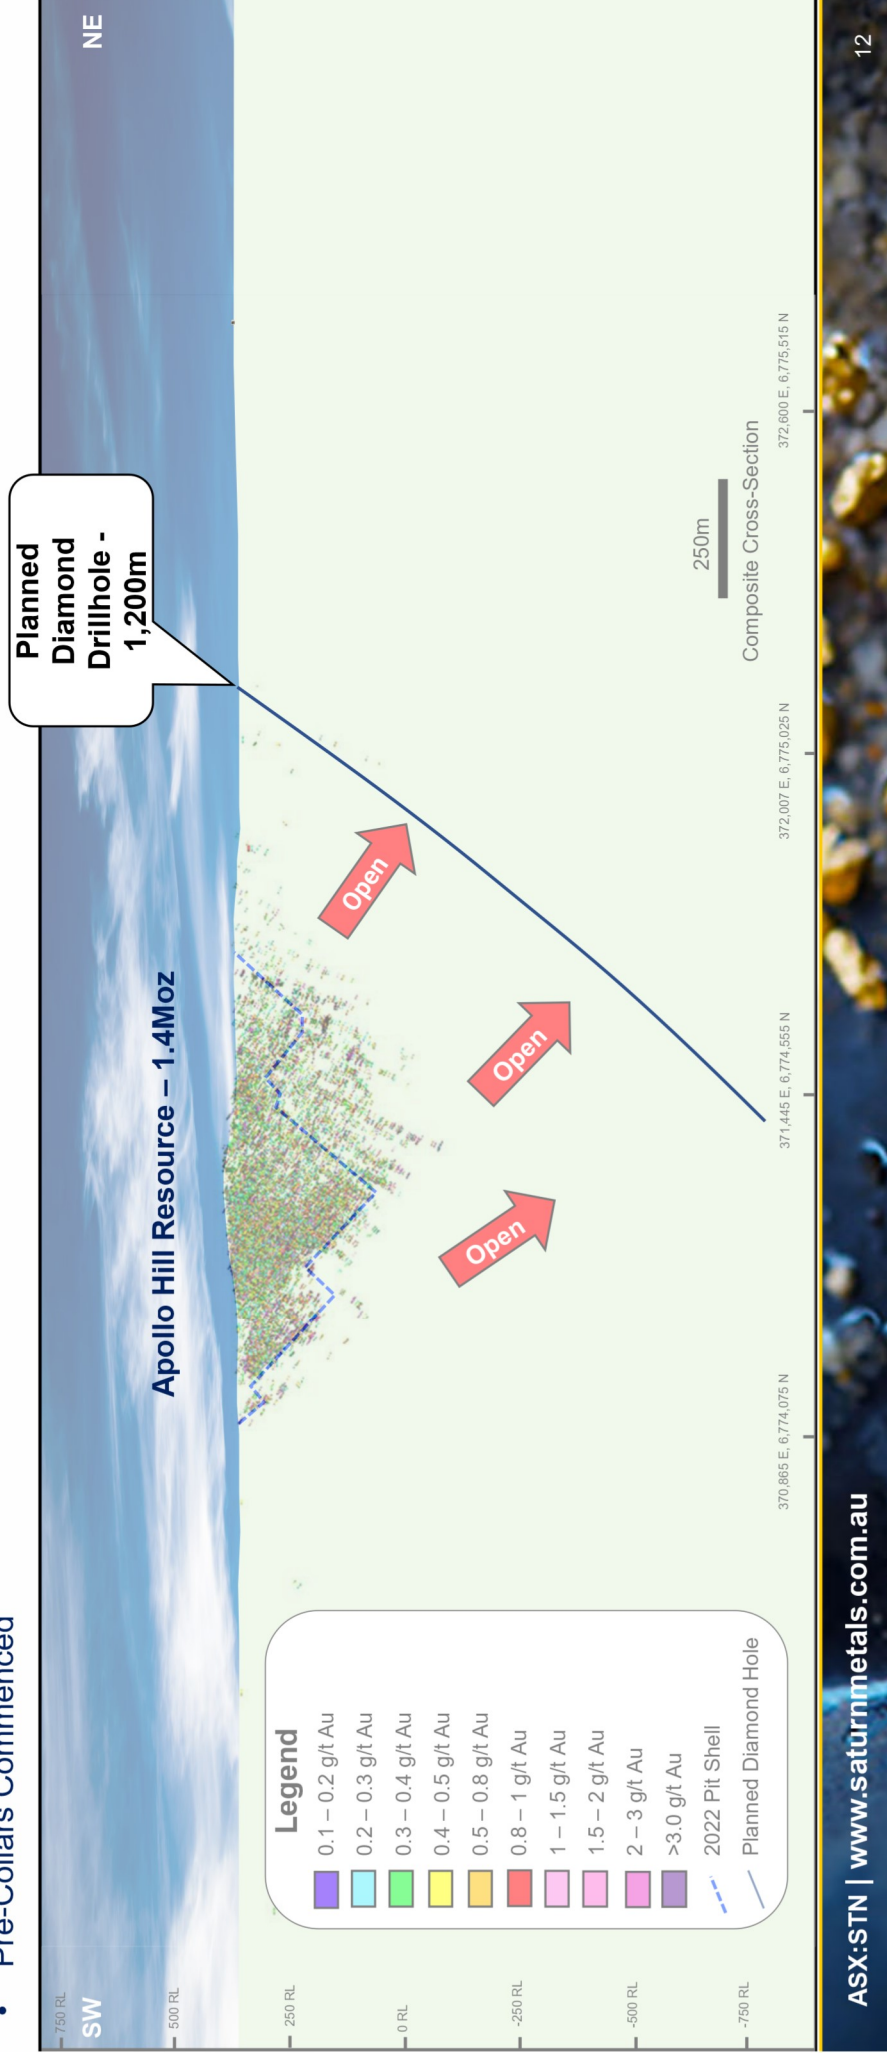 • Pre-Collars Commenced
SW
NE
Planned
Diamond
Drillhole -
1,200m
Apollo Hill Resource – 1.4Moz
750 RL
500 RL
250 RL
0 RL
-250 RL
-500 RL
-750 RL
Open
Open
Open
Legend
0.1 – 0.2 g/t Au
0.2 – 0.3 g/t Au
0.3 – 0.4 g/t Au
0.4 – 0.5 g/t Au
0.5 – 0.8 g/t Au
0.8 – 1 g/t Au
1 – 1.5 g/t Au
1.5 – 2 g/t Au
2 – 3 g/t Au
>3.0 g/t Au
2022 Pit Shell
Planned Diamond Hole
250m
Composite Cross-Section
370,865 E, 6,774,075 N
371,445 E, 6,774,555 N
372,007 E, 6,775,025 N
372,600 E, 6,775,515 N
ASX:STN | www.saturnmetals.com.au
12